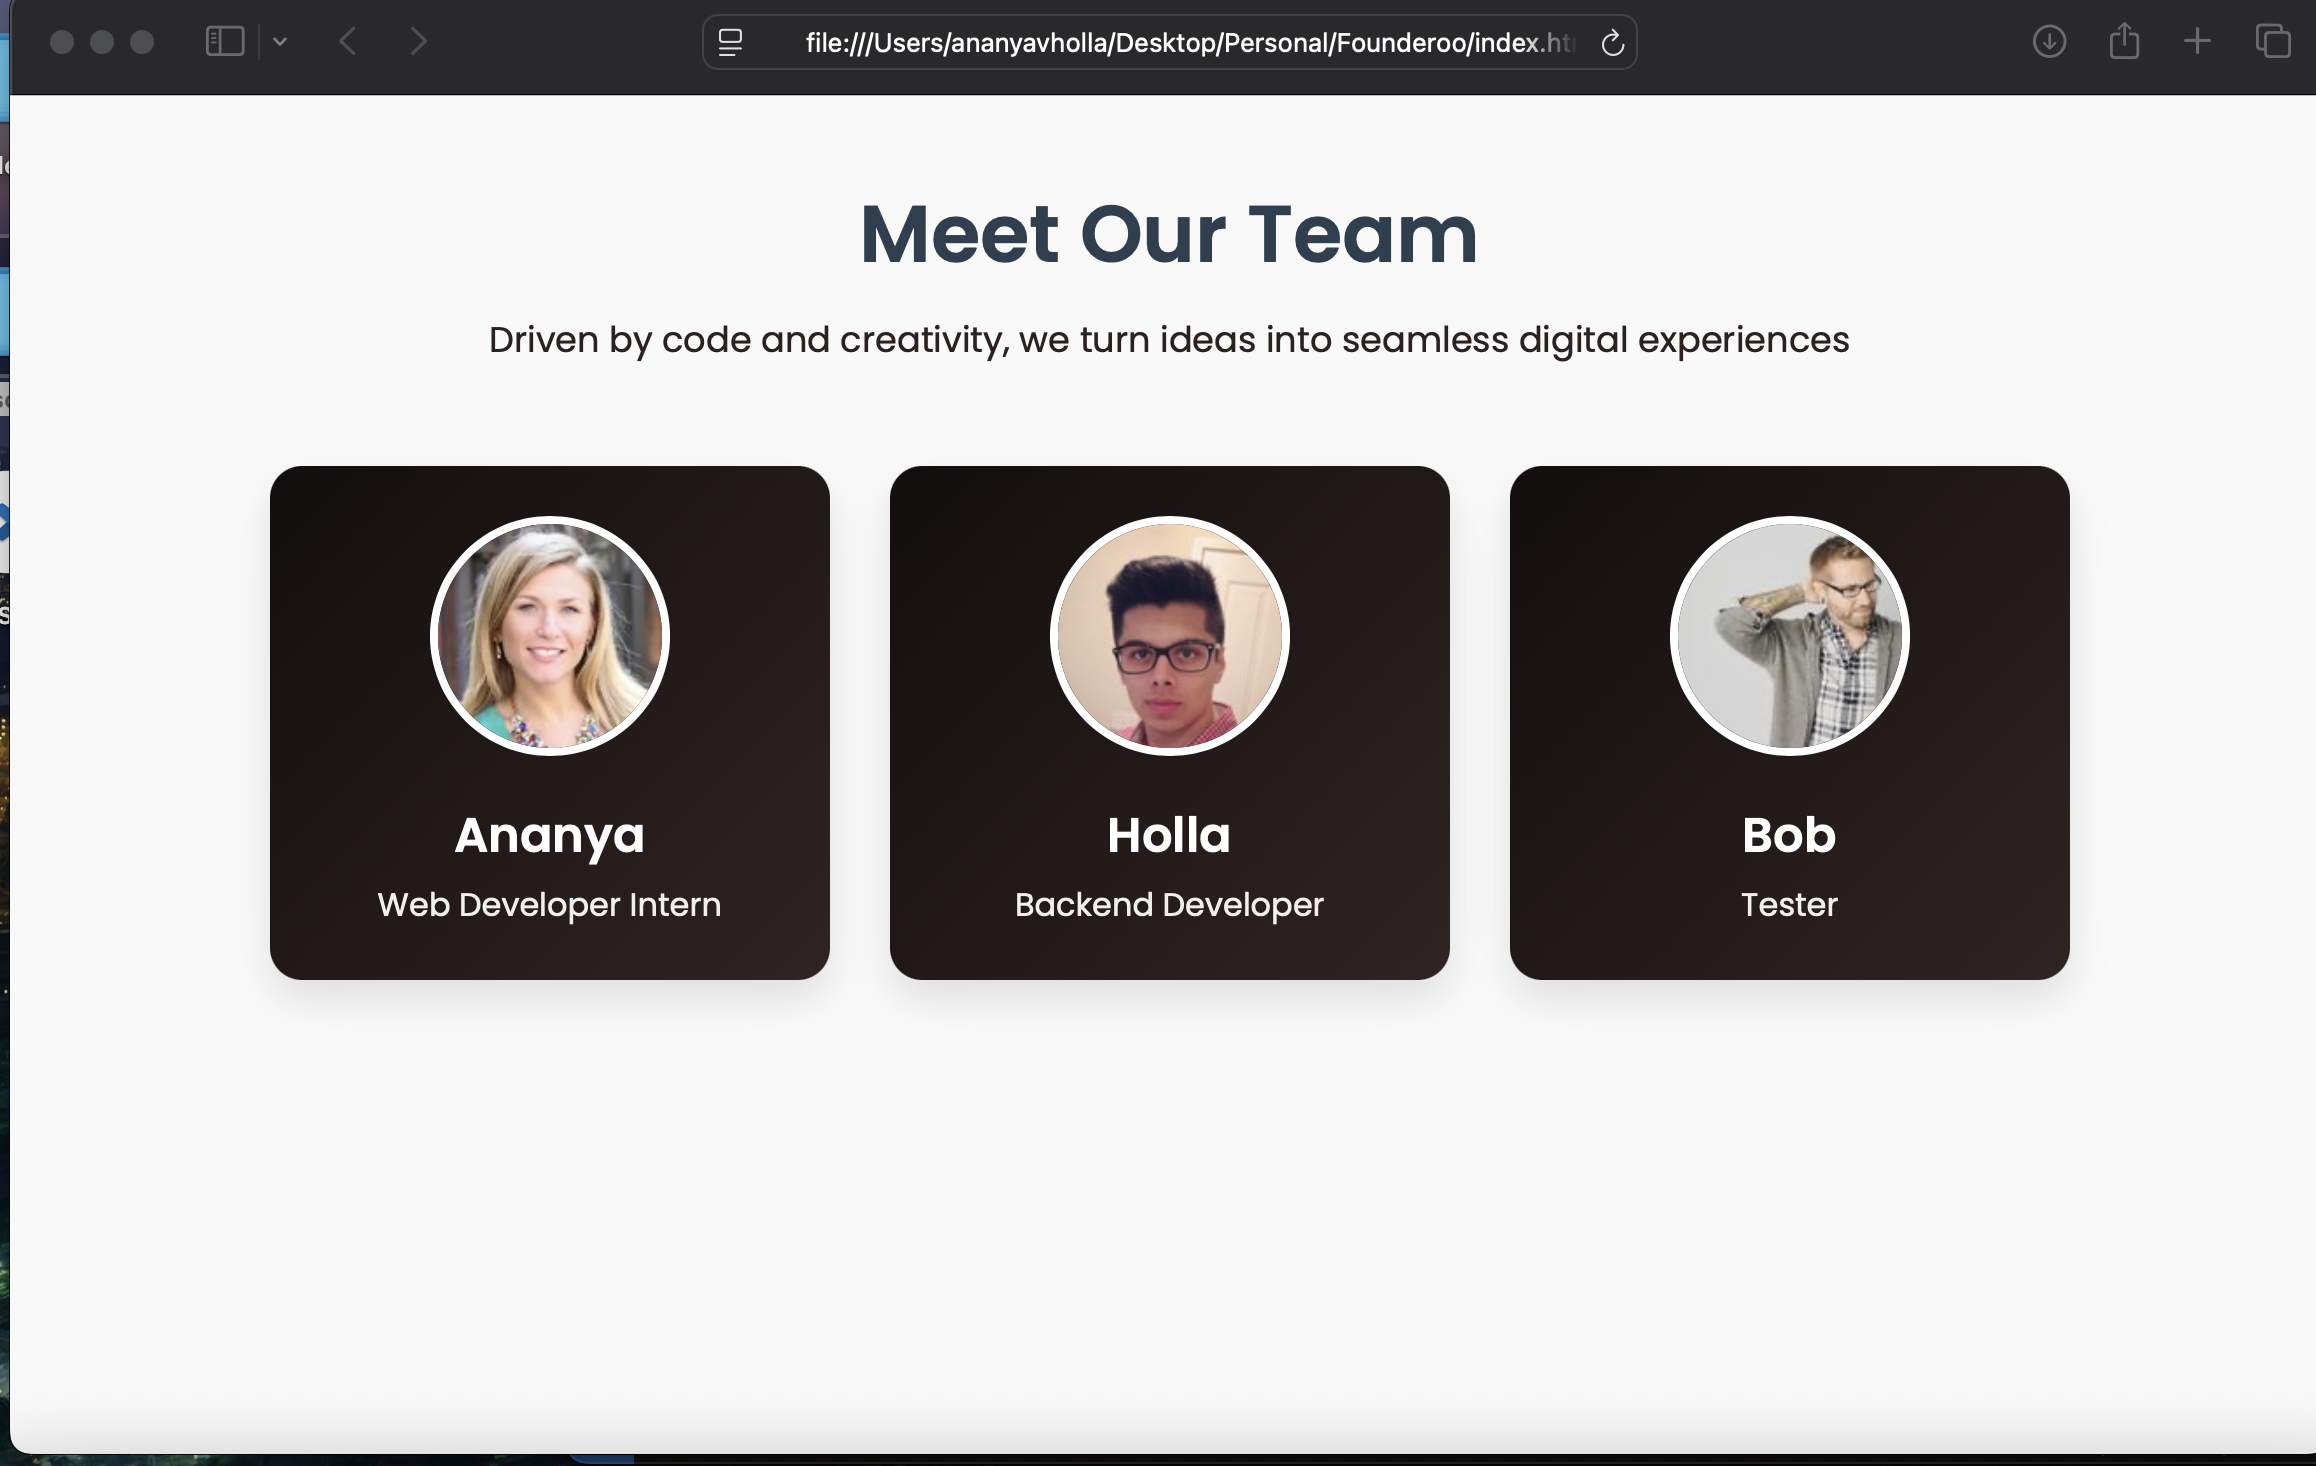 file:///Users/ananyavholla/Desktop/Personal/Founderoo/index.ht
Meet Our Team
Driven by code and creativity, we turn ideas into seamless digital experiences
Ananya
Holla
Bob
Web Developer Intern
Backend Developer
Tester